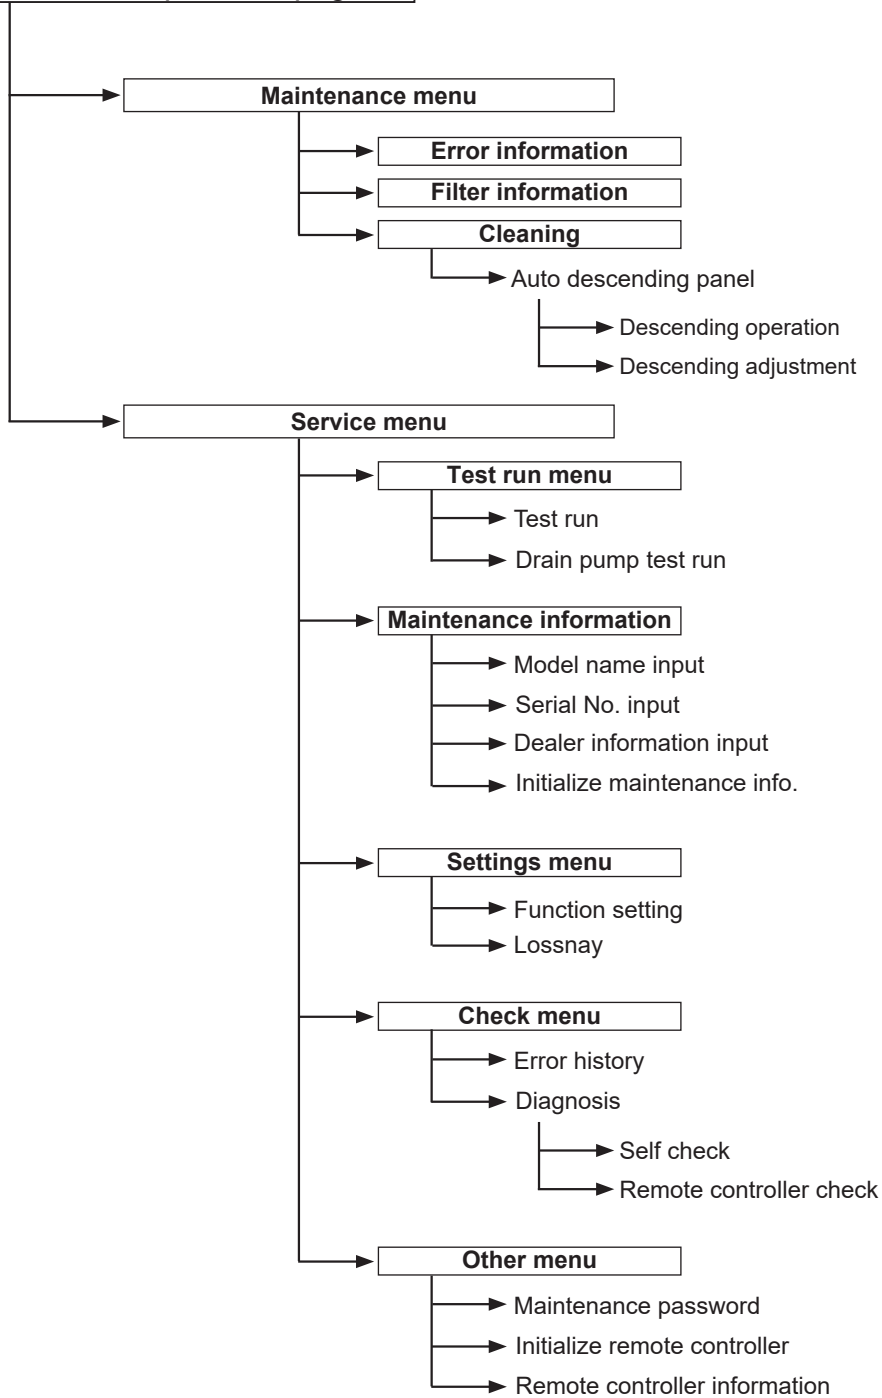 Maintenance menu
Error information
Filter information
Cleaning
Auto descending panel
Descending operation
Descending adjustment
Service menu
Test run menu
Test run
Drain pump test run
Maintenance information
Model name input
Serial No. input
Dealer information input
Initialize maintenance info.
Settings menu
Function setting
Lossnay
Check menu
Error history
Diagnosis
Self check
Remote controller check
Other menu
Maintenance password
Initialize remote controller
Remote controller information